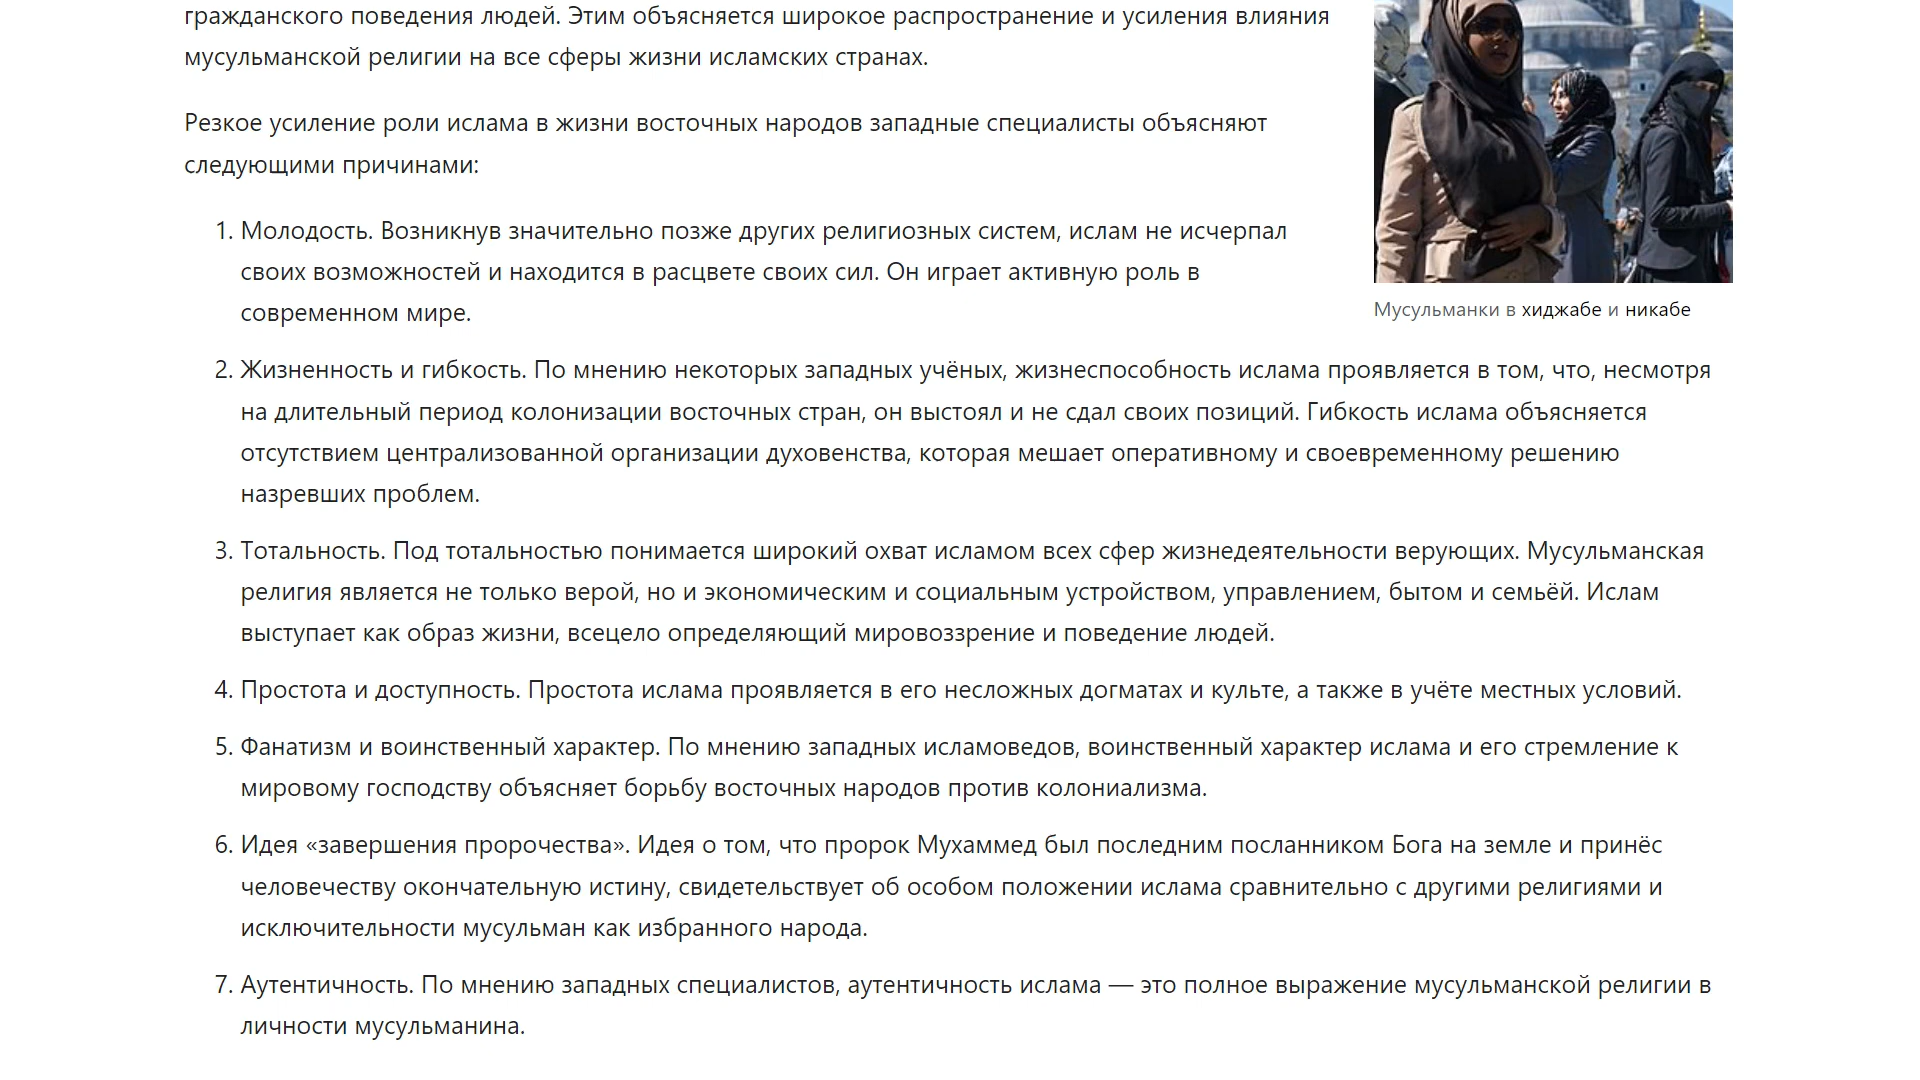 гражданского поведения людей. Этим объясняется широкое распространение и усиления влияния
мусульманской религии на все сферы жизни исламских странах.
Резкое усиление роли ислама в жизни восточных народов западные специалисты объясняют
следующими причинами:
1. Молодость. Возникнув значительно позже других религиозных систем, ислам не исчерпал
своих возможностей и находится в расцвете своих сил. Он играет активную роль в
современном мире.
Мусульманки в хиджабе и никабе
2. Жизненность и гибкость. По мнению некоторых западных учёных, жизнеспособность ислама проявляется в том, что, несмотря
на длительный период колонизации восточных стран, он выстоял и не сдал своих позиций. Гибкость ислама объясняется
отсутствием централизованной организации духовенства, которая мешает оперативному и своевременному решению
назревших проблем.
3. Тотальность. Под тотальностью понимается широкий охват исламом всех сфер жизнедеятельности верующих. Мусульманская
религия является не только верой, но и экономическим и социальным устройством, управлением, бытом и семьёй. Ислам
выступает как образ жизни, всецело определяющий мировоззрение и поведение людей.
4. Простота и доступность. Простота ислама проявляется в его несложных догматах и культе, а также в учёте местных условий.
5. Фанатизм и воинственный характер. По мнению западных исламоведов, воинственный характер ислама и его стремление к
мировому господству объясняет борьбу восточных народов против колониализма.
6. Идея «завершения пророчества». Идея о том, что пророк Мухаммед был последним посланником Бога на земле и принёс
человечеству окончательную истину, свидетельствует об особом положении ислама сравнительно с другими религиями и
исключительности мусульман как избранного народа.
7. Аутентичность. По мнению западных специалистов, аутентичность ислама — это полное выражение мусульманской религии в
личности мусульманина.